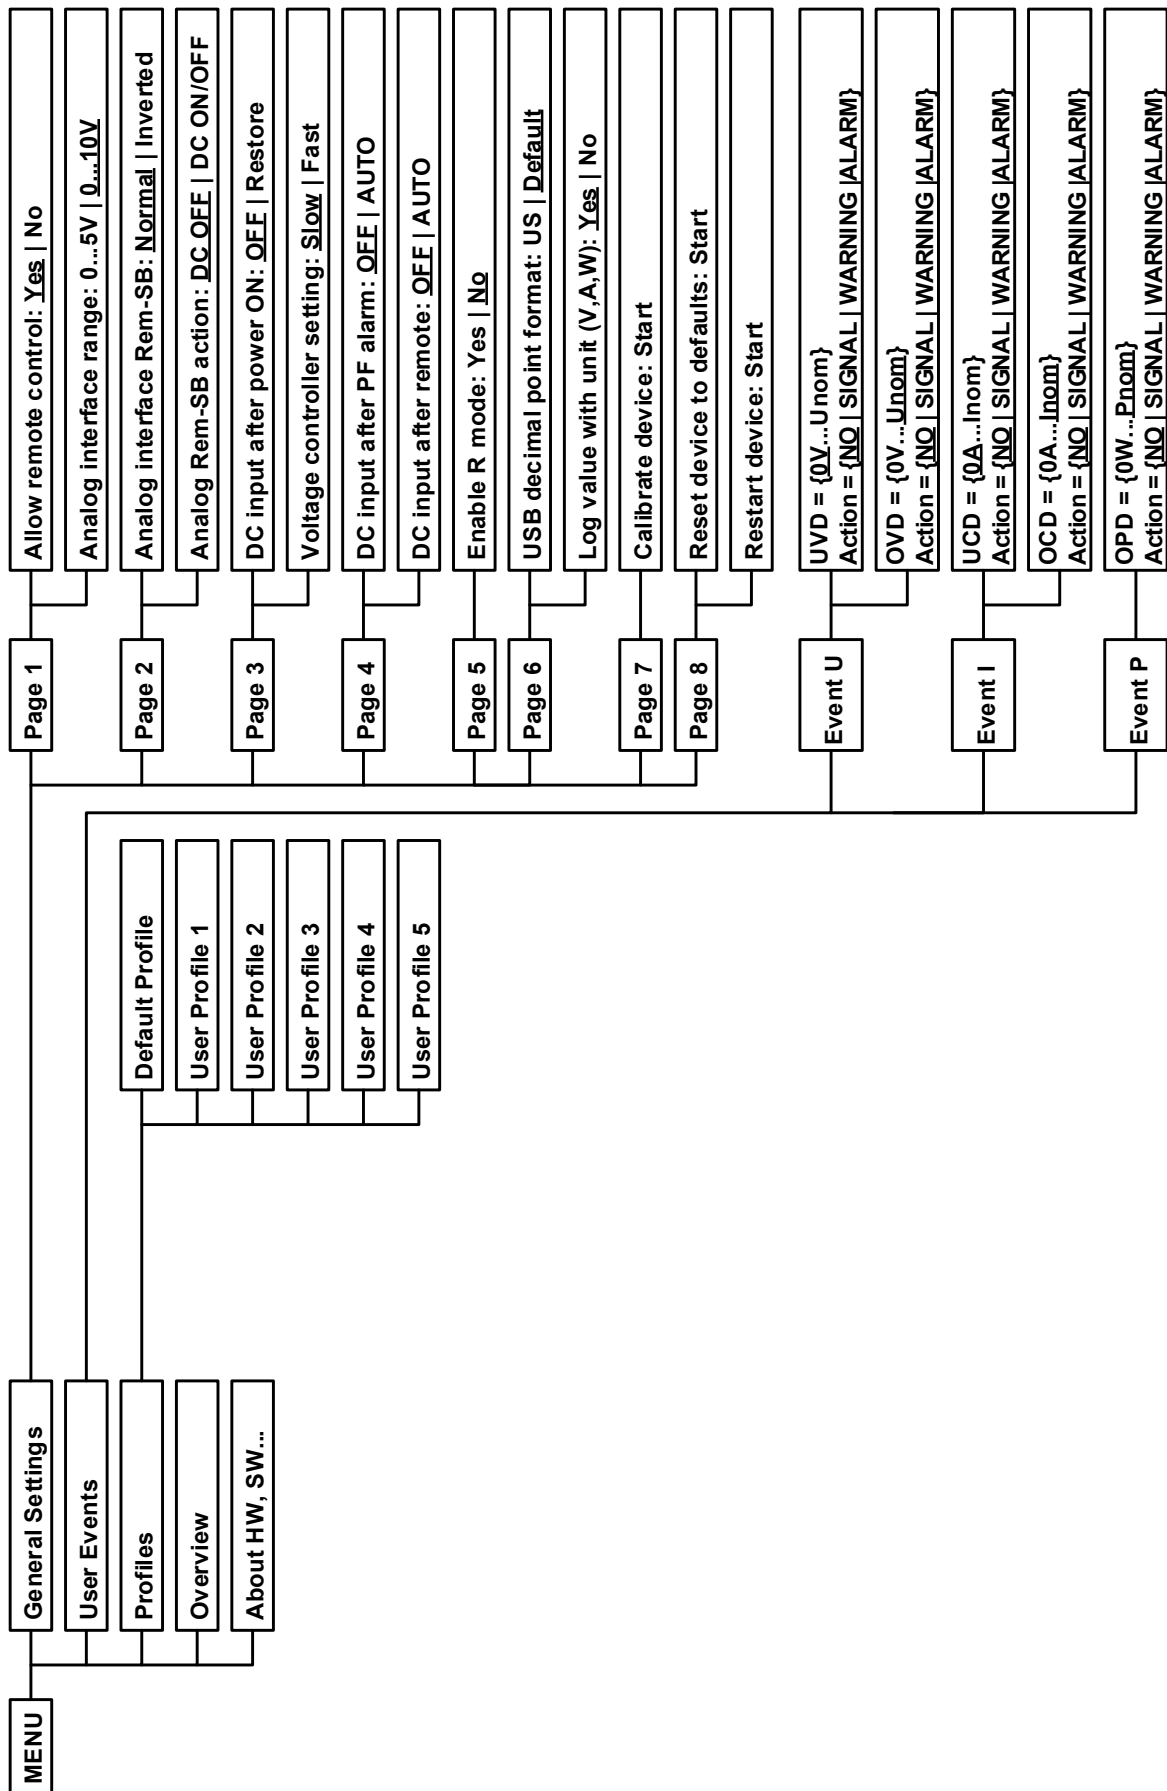 MENU
General Settings
User Events
Profiles
Overview
About HW, SW...
Default Profile
User Profile 1
User Profile 2
User Profile 3
User Profile 4
User Profile 5
Page 1
Page 2
Page 3
Page 4
Page 5
Page 6
Page 7
Page 8
Event U
Event I
Event P
Allow remote control: Yes | No
Analog interface range: 0...5V | 0...10V
Analog interface Rem-SB: Normal | Inverted
Analog Rem-SB action: DC OFF | DC ON/OFF
DC input after power ON: OFF | Restore
Voltage controller setting: Slow | Fast
DC input after PF alarm: OFF | AUTO
DC input after remote: OFF | AUTO
Enable R mode: Yes | No
USB decimal point format: US | Default
Log value with unit (V,A,W): Yes | No
Calibrate device: Start
Reset device to defaults: Start
Restart device: Start
UVD = {0V...Unom}
Action = {NO | SIGNAL | WARNING |ALARM}
OVD = {0V...Unom}
Action = {NO | SIGNAL | WARNING |ALARM}
UCD = {0A...Inom}
Action = {NO | SIGNAL | WARNING |ALARM}
OCD = {0A...Inom}
Action = {NO | SIGNAL | WARNING |ALARM}
OPD = {0W...Pnom}
Action = {NO | SIGNAL | WARNING |ALARM}